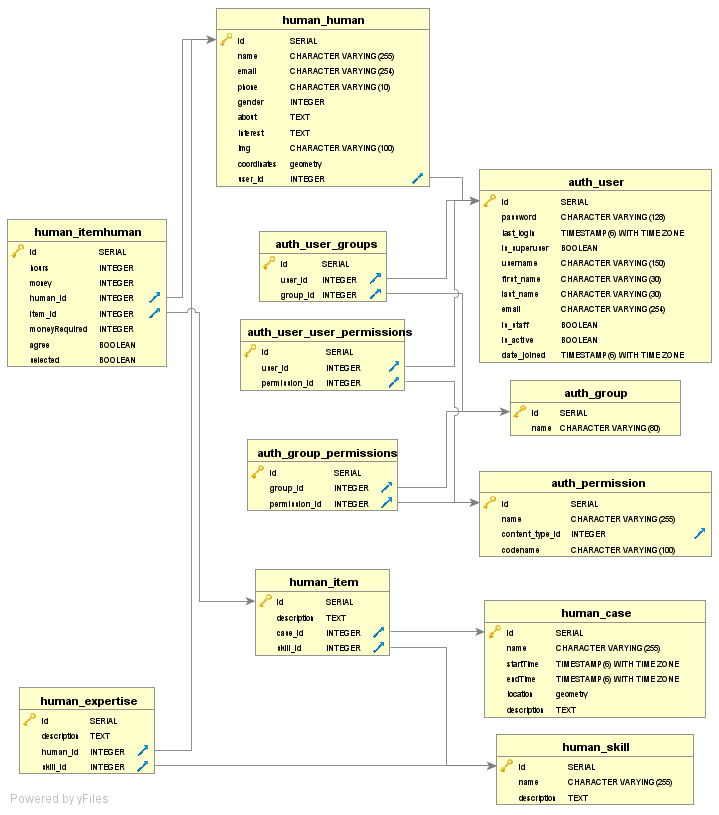 human_human
id SERIAL
name CHARACTER VARYING (255)
email CHARACTER VARYING (254)
phone CHARACTER VARYING (10)
gender INTEGER
about TEXT
interest TEXT
img CHARACTER VARYING (100)
coordinates geometry
user_id INTEGER
auth_user
id SERIAL
password CHARACTER VARYING (128)
last_login TIMESTAMP(6) WITH TIME ZONE
is_superuser BOOLEAN
username CHARACTER VARYING (150)
first_name CHARACTER VARYING (30)
last_name CHARACTER VARYING (30)
email CHARACTER VARYING (254)
is_staff BOOLEAN
is_active BOOLEAN
date_joined TIMESTAMP(6) WITH TIME ZONE
human_itemhuman
id SERIAL
hours INTEGER
money INTEGER
human_id INTEGER
item_id INTEGER
moneyRequired INTEGER
agree BOOLEAN
selected BOOLEAN
auth_user_groups
id SERIAL
user_id INTEGER
group_id INTEGER
auth_user_user_permissions
id SERIAL
user_id INTEGER
permission_id INTEGER
auth_group
id SERIAL
name CHARACTER VARYING (80)
auth_group_permissions
id SERIAL
group_id INTEGER
permission_id INTEGER
auth_permission
id SERIAL
name CHARACTER VARYING (255)
content_type_id INTEGER
codename CHARACTER VARYING (100)
human_item
id SERIAL
description TEXT
case_id INTEGER
skill_id INTEGER
human_case
id SERIAL
name CHARACTER VARYING (255)
startTime TIMESTAMP(6) WITH TIME ZONE
endTime TIMESTAMP(6) WITH TIME ZONE
location geometry
description TEXT
human_expertise
id SERIAL
description TEXT
human_id INTEGER
skill_id INTEGER
human_skill
id SERIAL
name CHARACTER VARYING (255)
description TEXT
Powered by yFiles